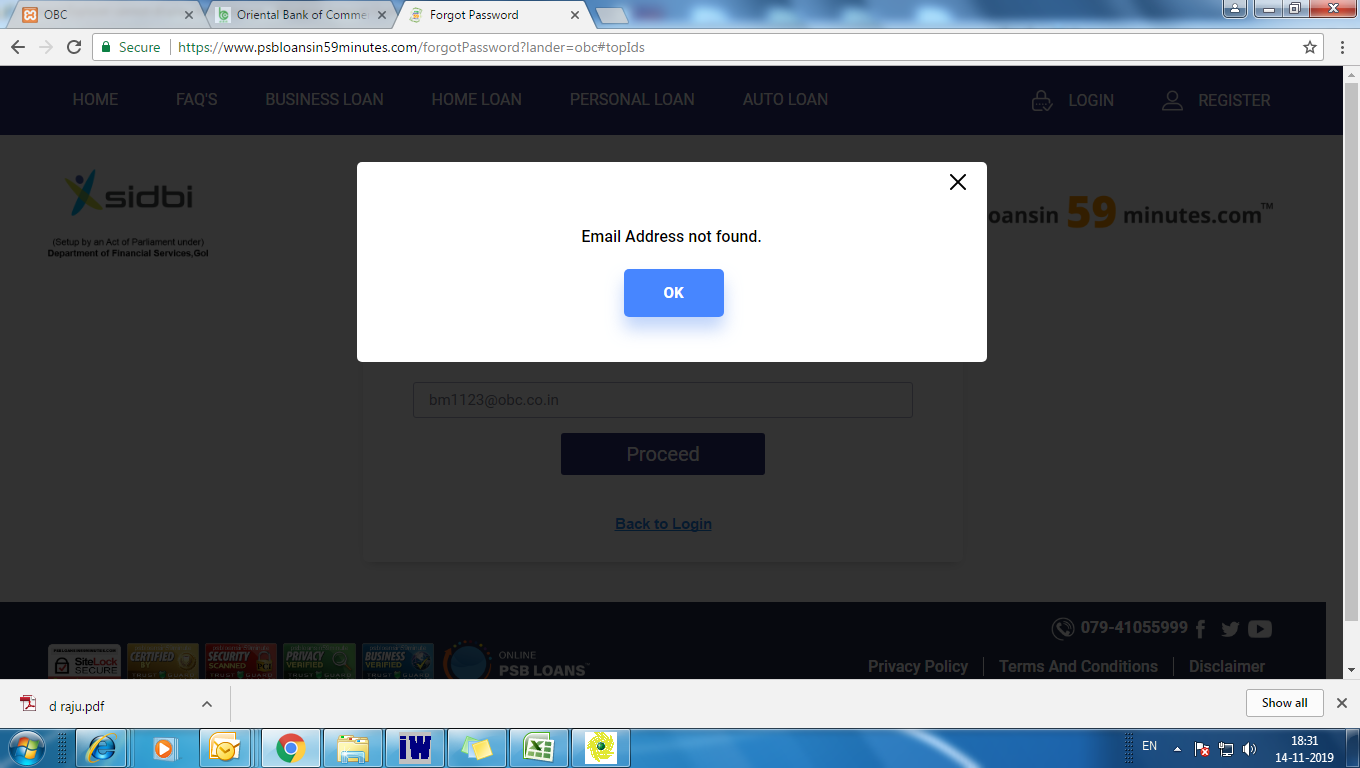 OBC
Oriental Bank of Commer
Forgot Password
Secure
https://www.psbloansin59minutes.com/forgotPassword?lander=obc#topIds
HOME FAQ'S BUSINESS LOAN HOME LOAN PERSONAL LOAN AUTO LOAN LOGIN REGISTER
sidbi
(Setup by an Act of Parliament under)
Department of Financial Services,GoI
oansin 59 minutes.com™
Email Address not found.
OK
bm1123@obc.co.in
Proceed
Back to Login
079-41055999
SiteLock
SECURE
CERTIFIED
BY
TRUST GUARD
SECURITY
SCANNED PCI
TRUST GUARD
PRIVACY
VERIFIED
TRUST GUARD
BUSINESS
VERIFIED
TRUST GUARD
ONLINE
PSB LOANS
Privacy Policy Terms And Conditions Disclaimer
d raju.pdf
Show all
iW
EN
18:31
14-11-2019